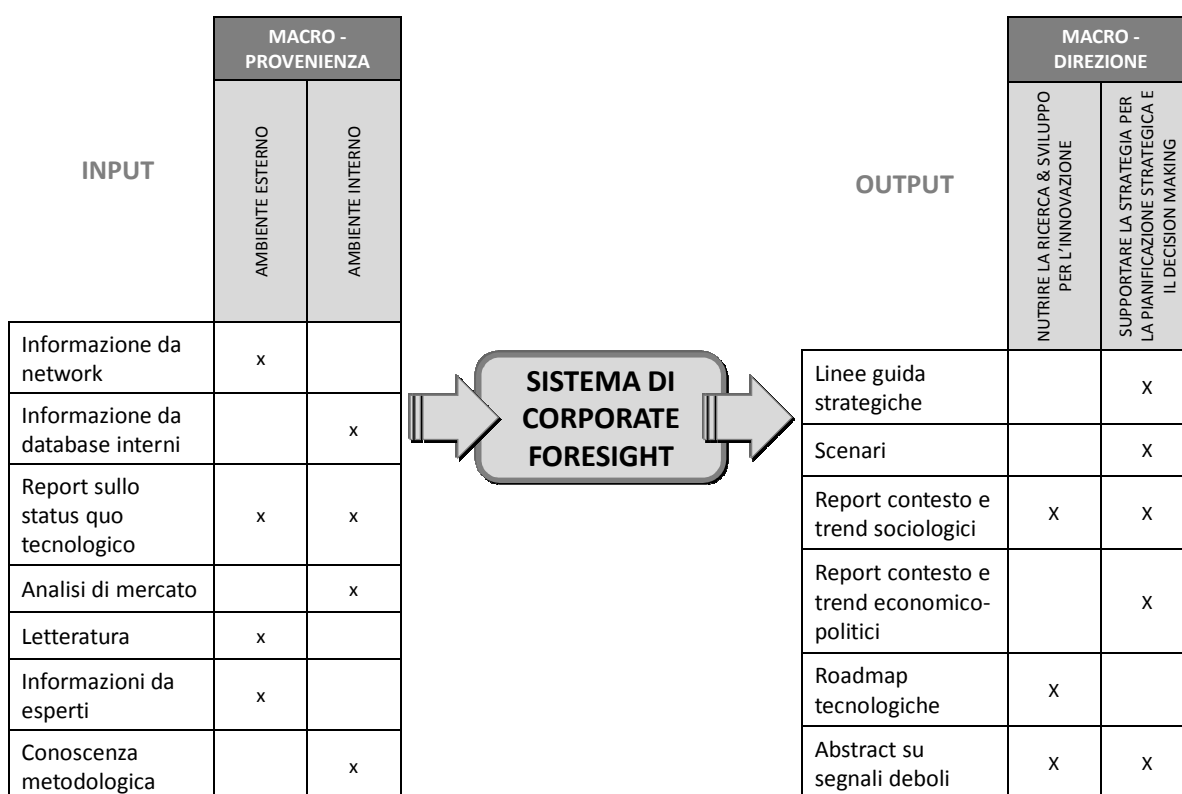 MACRO -
PROVENIENZA
INPUT
AMBIENTE ESTERNO
AMBIENTE INTERNO
Informazione da
network
x
Informazione da
database interni
x
Report sullo
status quo
tecnologico
x
x
Analisi di mercato
x
Letteratura
x
Informazioni da
esperti
x
Conoscenza
metodologica
x
SISTEMA DI
CORPORATE
FORESIGHT
MACRO -
DIREZIONE
OUTPUT
NUTRIRE LA RICERCA & SVILUPPO
PER L'INNOVAZIONE
SUPPORTARE LA STRATEGIA PER
LA PIANIFICAZIONE STRATEGICA E
IL DECISION MAKING
Linee guida
strategiche
X
Scenari
X
Report contesto e
trend sociologici
X
X
Report contesto e
trend economico-
politici
X
Roadmap
tecnologiche
X
Abstract su
segnali deboli
X
X